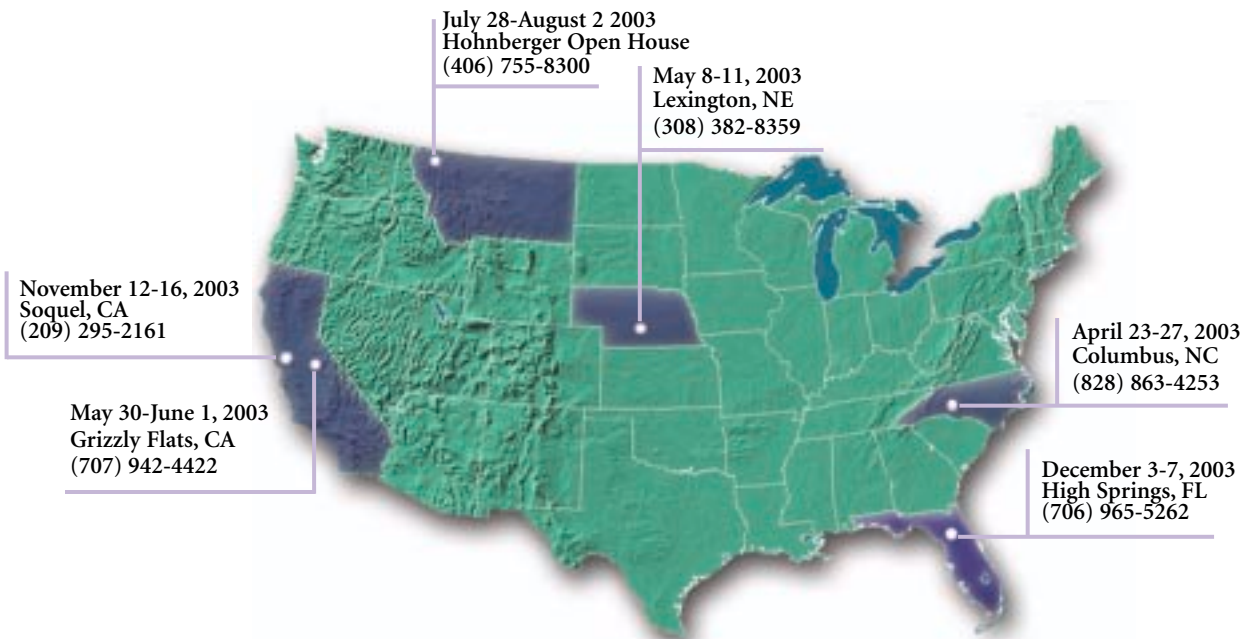 July 28-August 2 2003
Hohnberger Open House
(406) 755-8300
May 8-11, 2003
Lexington, NE
(308) 382-8359
November 12-16, 2003
Soquel, CA
(209) 295-2161
April 23-27, 2003
Columbus, NC
(828) 863-4253
May 30-June 1, 2003
Grizzly Flats, CA
(707) 942-4422
December 3-7, 2003
High Springs, FL
(706) 965-5262